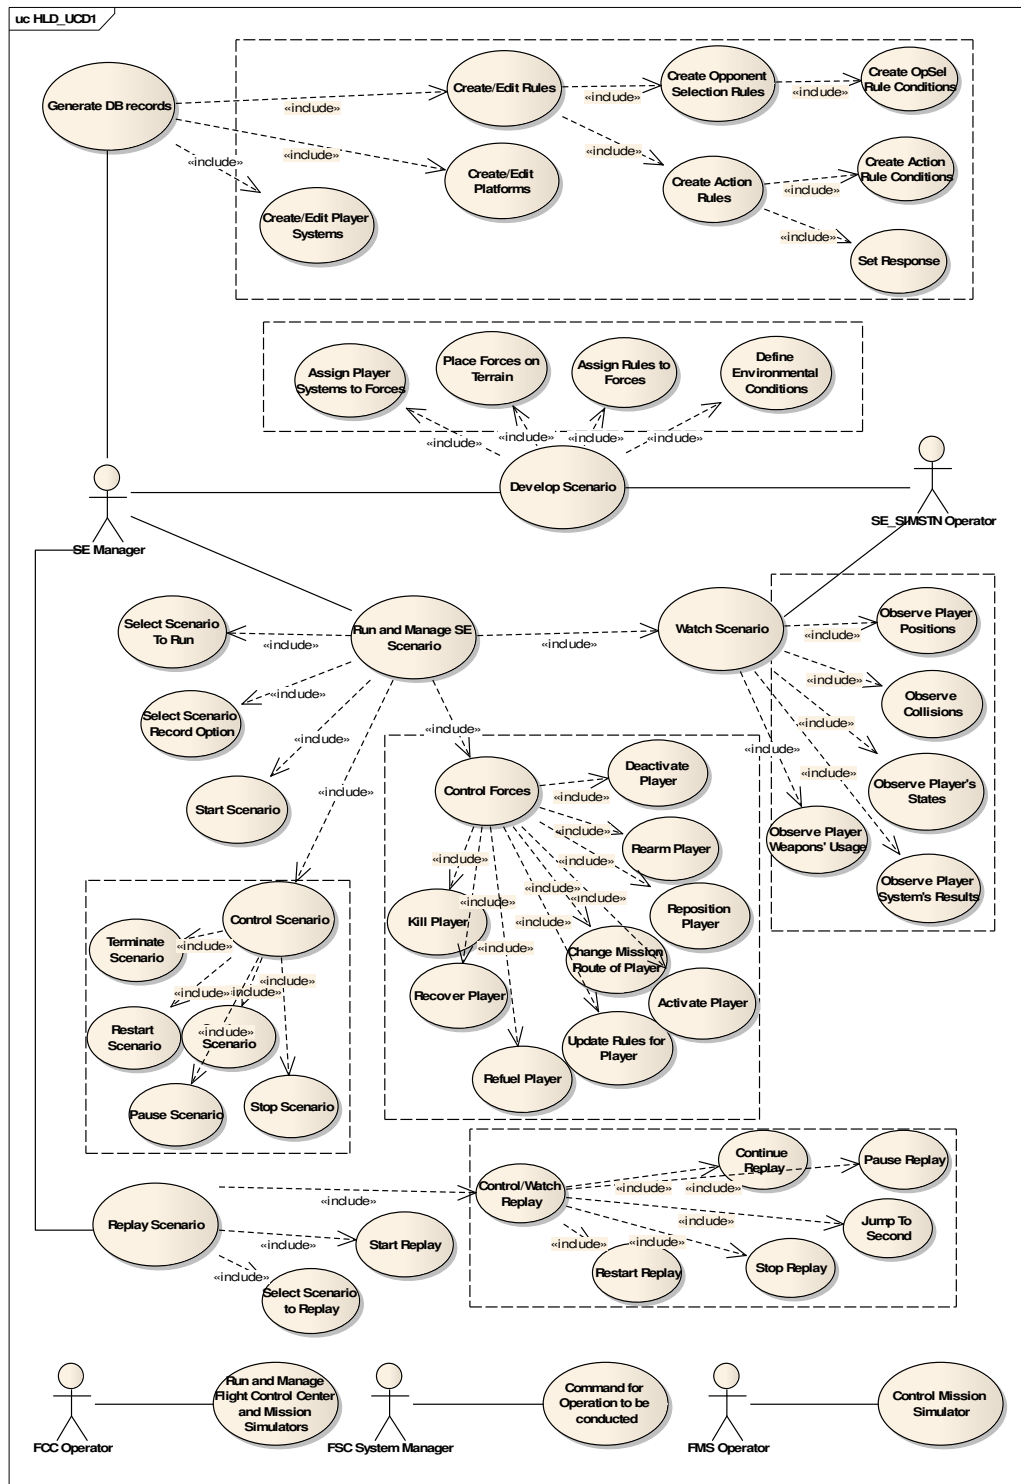 uc HLD_UCD1
Generate DB records
Create/Edit Rules
Create Opponent
Selection Rules
Create OpSel
Rule Conditions
«include»
«include»
«include»
«include»
«include»
«include»
Create/Edit
Platforms
Create Action
Rules
Create Action
Rule Conditions
«include»
«include»
Create/Edit Player
Systems
Set Response
Assign Player
Systems to Forces
Place Forces on
Terrain
Assign Rules to
Forces
Define
Environmental
Conditions
«include»
«include»
«include»
«include»
Develop Scenario
SE Manager
SE_SIMSTN Operator
Select Scenario
To Run
Run and Manage SE
Scenario
Watch Scenario
Observe Player
Positions
«include»
«include»
«include»
«include»
«include»
«include»
«include»
«include»
«include»
«include»
«include»
Select Scenario
Record Option
Observe
Collisions
Start Scenario
Control Forces
Deactivate
Player
Observe Player's
States
Observe Player
Weapons' Usage
Observe Player
System's Results
«include»
Rearm Player
«include»
«include»
«include»
«include»
«include»
«include»
«include»
«include»
Kill Player
Reposition
Player
Change Mission
Route of Player
Recover Player
Activate Player
Update Rules for
Player
Refuel Player
Control Scenario
Terminate
Scenario
«include»
«include»
«include»
«include»
«include»
Restart
Scenario
Scenario
Pause Scenario
Stop Scenario
Replay Scenario
«include»
«include»
«include»
Start Replay
Select Scenario
to Replay
Control/Watch
Replay
Continue
Replay
Pause Replay
«include»
«include»
«include»
«include»
«include»
Jump To
Second
Restart Replay
Stop Replay
FCC Operator
Run and Manage
Flight Control Center
and Mission
Simulators
FSC System Manager
Command for
Operation to be
conducted
FMS Operator
Control Mission
Simulator